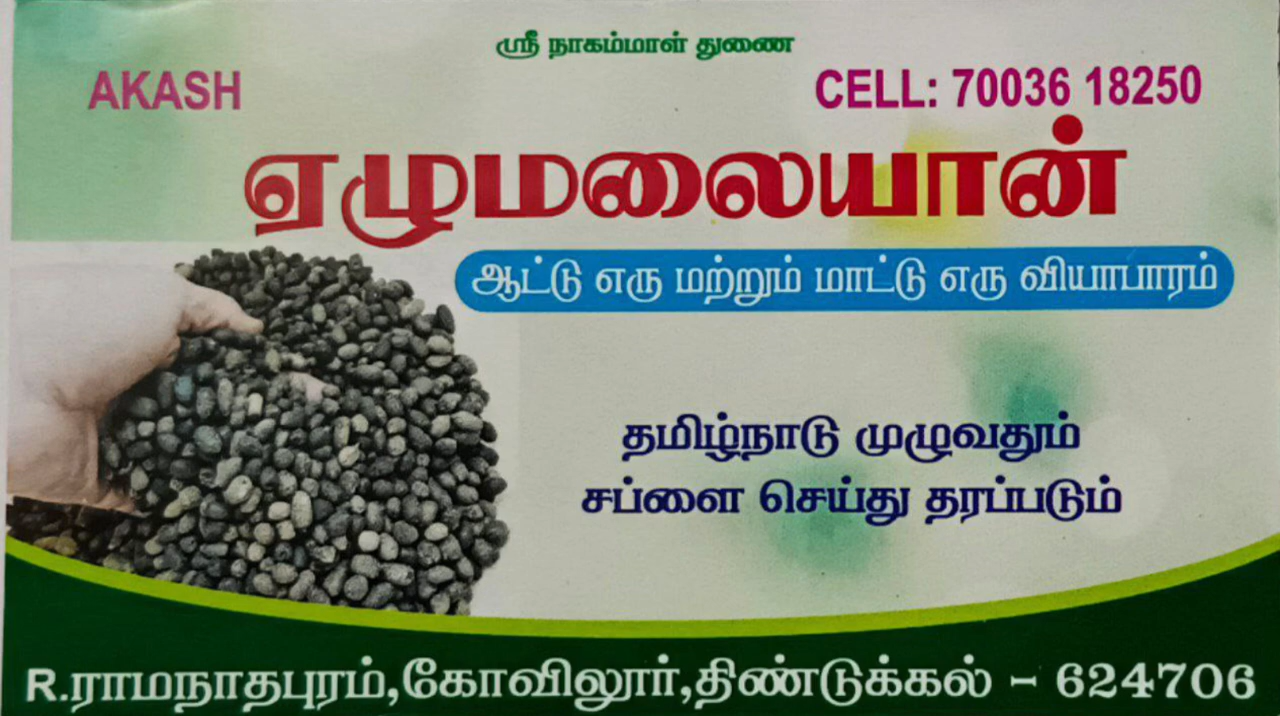 ஸ்ரீ நாகம்மாள் துணை
AKASH
CELL: 70036 18250
ஏழுமலையான்
ஆட்டு எரு மற்றும் மாட்டு எரு வியாபாரம்
தமிழ்நாடு முழுவதும்
சப்ளை செய்து தரப்படும்
R.ராமநாதபுரம்,கோவிலூர்,திண்டுக்கல் - 624706